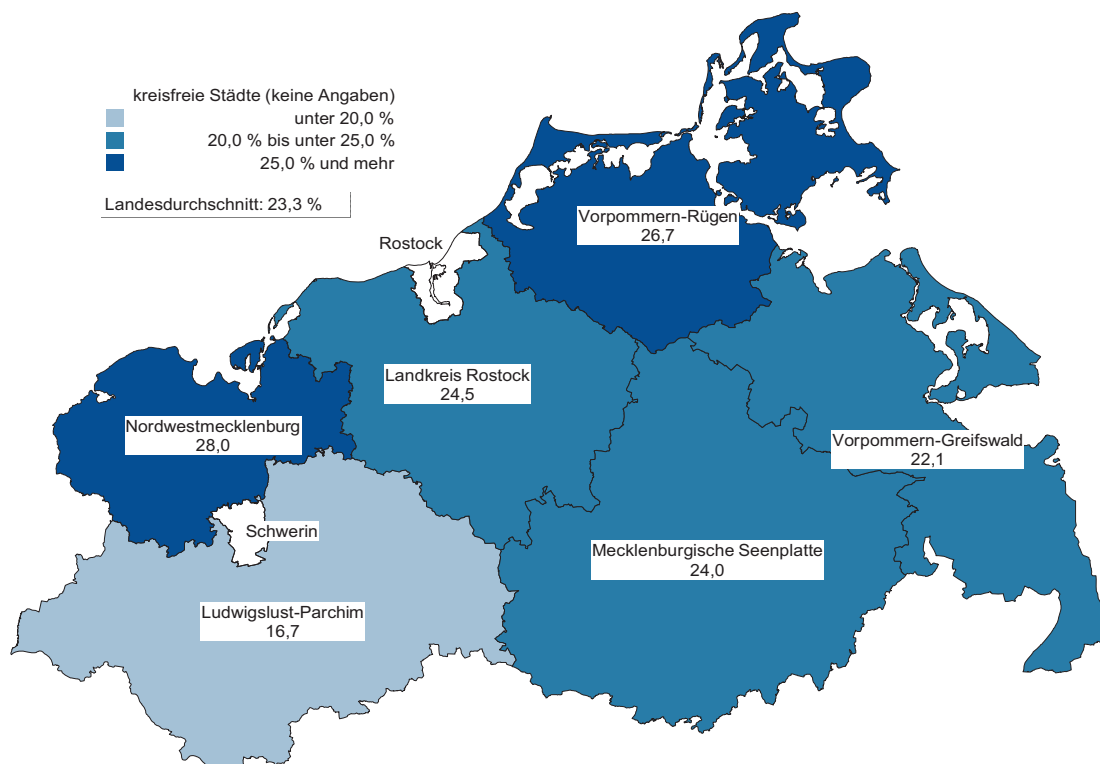 kreisfreie Städte (keine Angaben)
unter 20,0 %
20,0 % bis unter 25,0 %
25,0 % und mehr
Landesdurchschnitt: 23,3 %
Vorpommern-Rügen
26,7
Rostock
Landkreis Rostock
24,5
Nordwestmecklenburg
28,0
Vorpommern-Greifswald
22,1
Schwerin
Mecklenburgische Seenplatte
24,0
Ludwigslust-Parchim
16,7